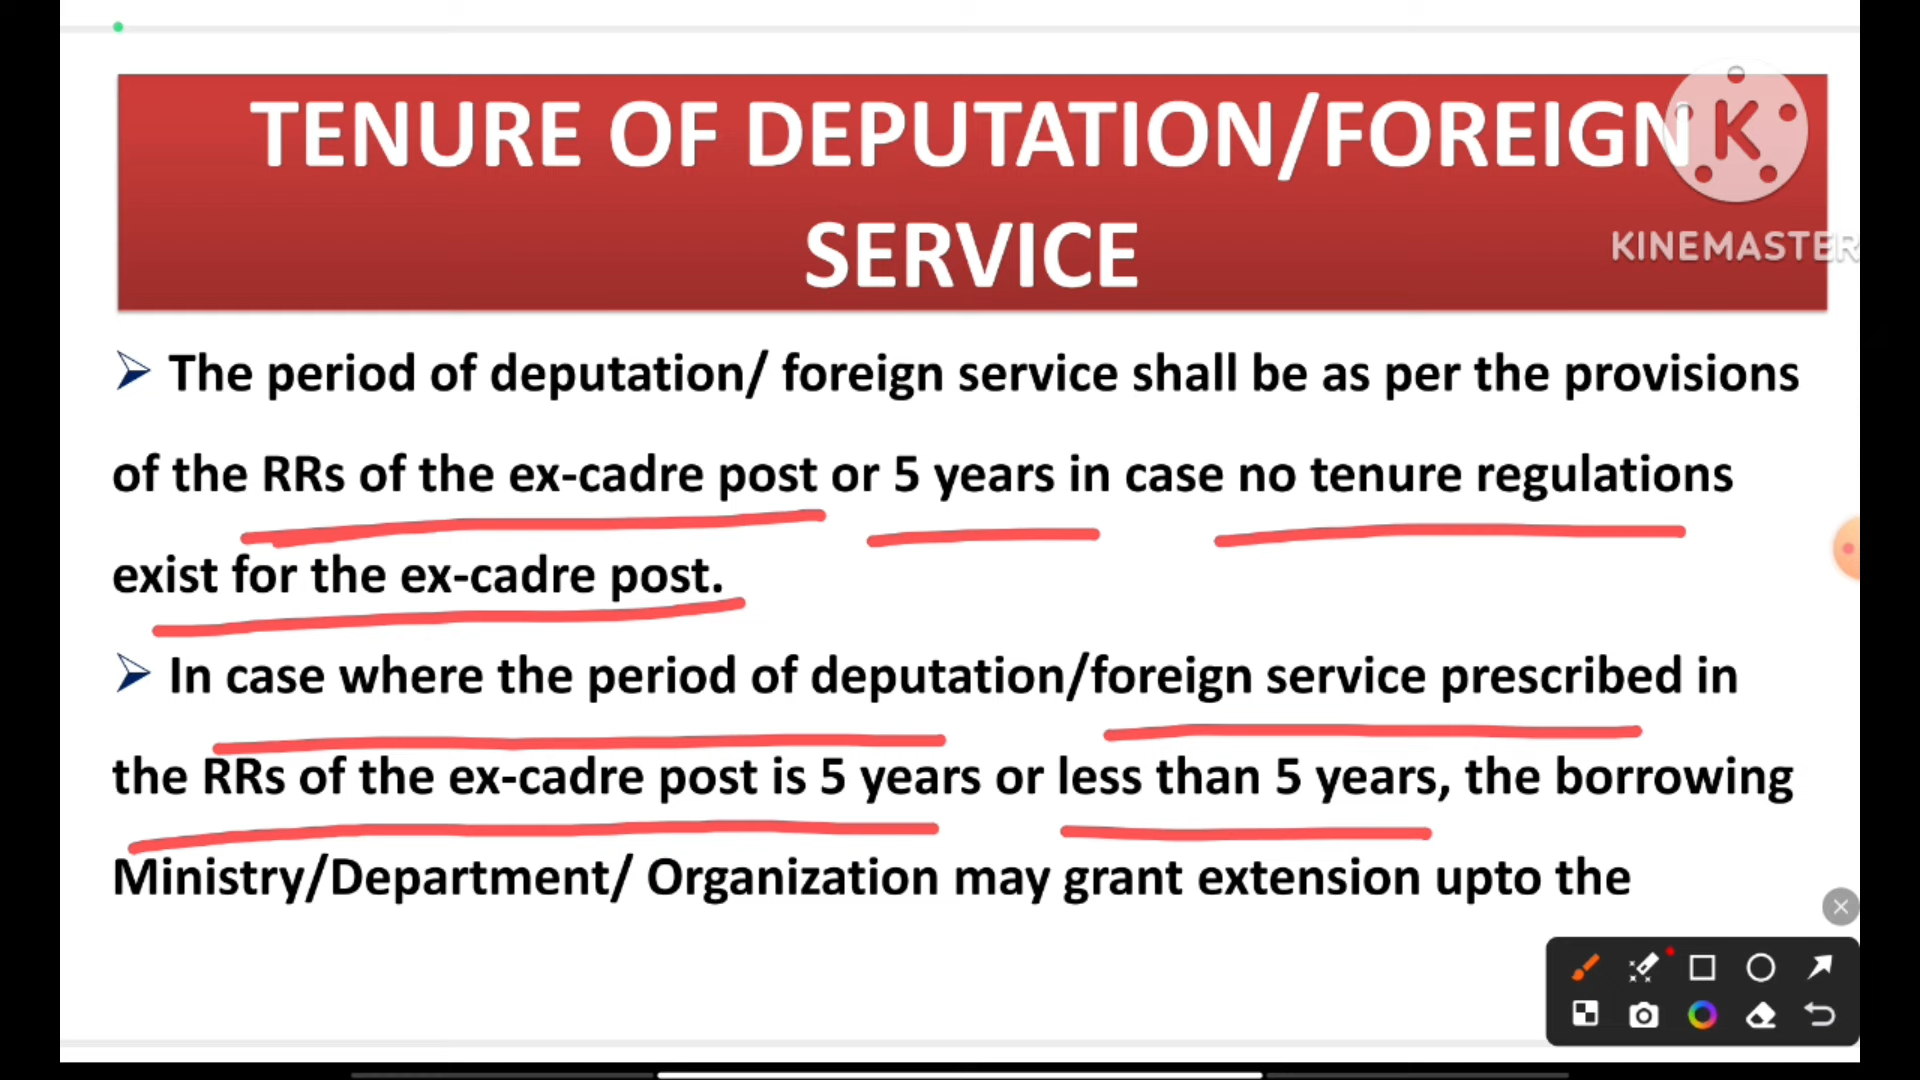 TENURE OF DEPUTATION/FOREIGN
SERVICE
K
KINEMASTER
➢ The period of deputation/ foreign service shall be as per the provisions
of the RRs of the ex-cadre post or 5 years in case no tenure regulations
exist for the ex-cadre post.
➢ In case where the period of deputation/foreign service prescribed in
the RRs of the ex-cadre post is 5 years or less than 5 years, the borrowing
Ministry/Department/ Organization may grant extension upto the